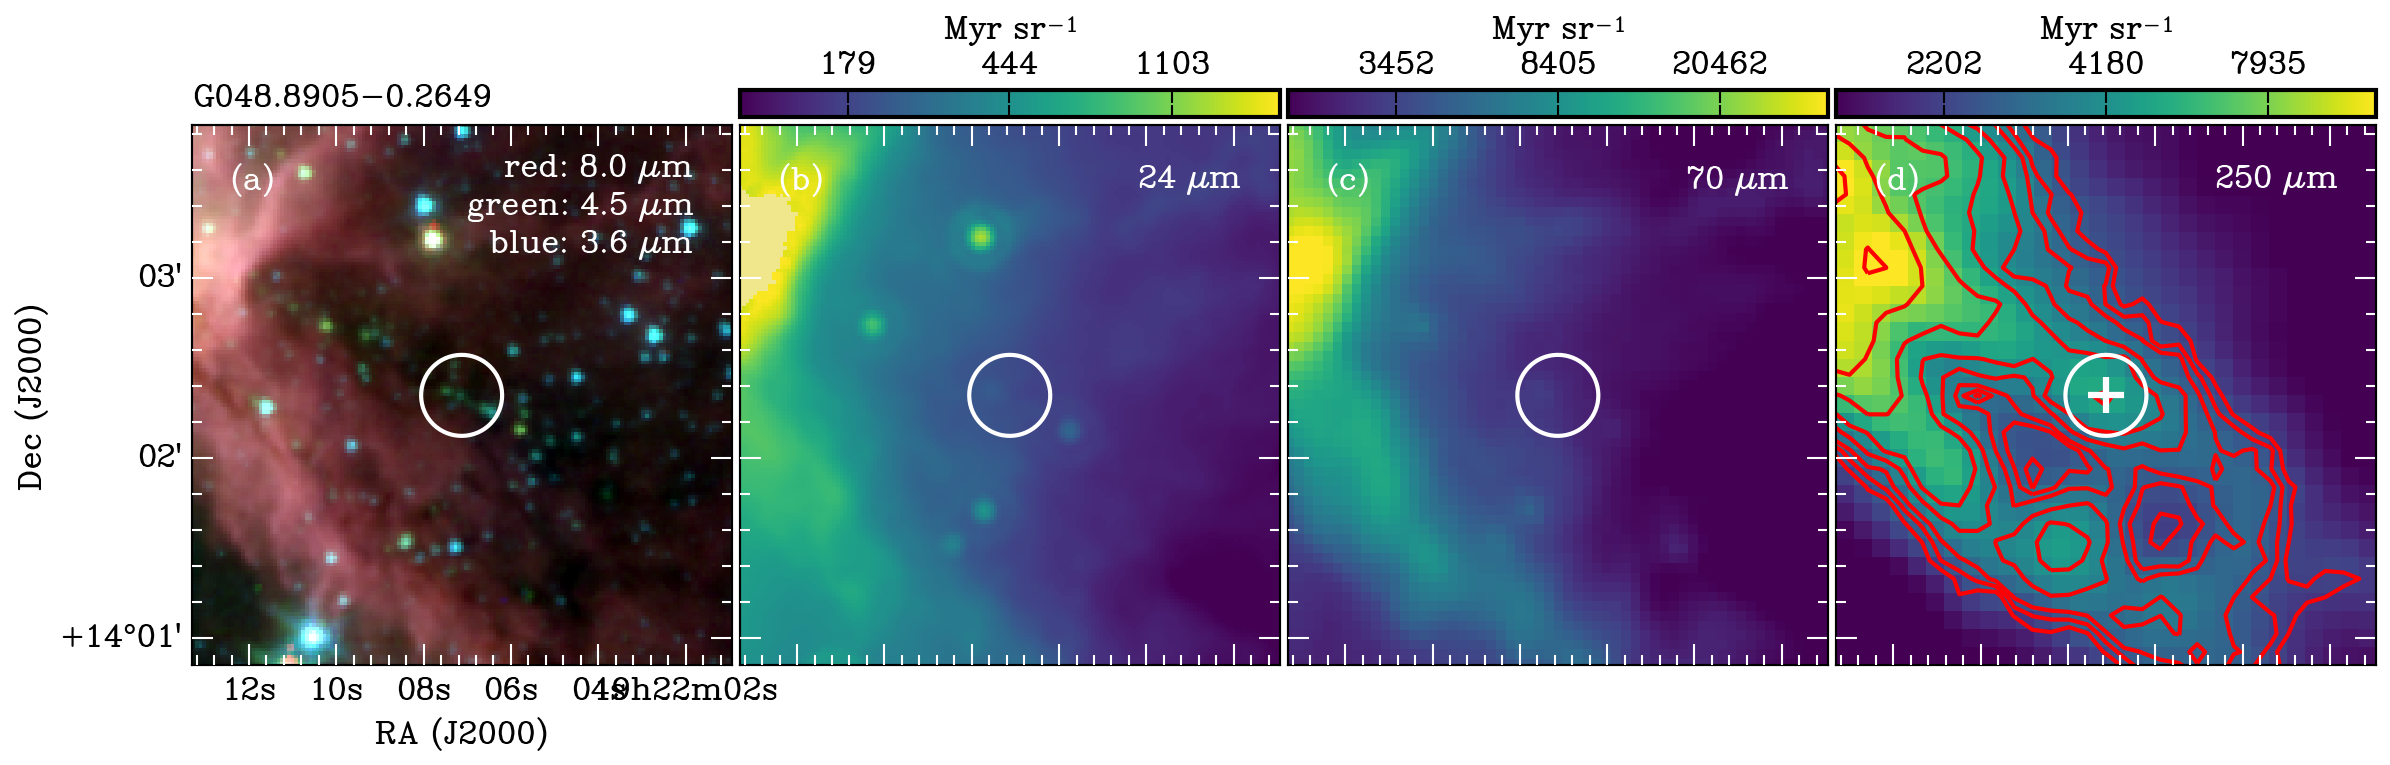 Myr sr⁻¹
179 444 1103
Myr sr⁻¹
3452 8405 20462
Myr sr⁻¹
2202 4180 7935
G048.8905−0.2649
(a)
red: 8.0 μm
green: 4.5 μm
blue: 3.6 μm
(b)
24 μm
(c)
70 μm
(d)
250 μm
03'
02'
+14°01'
Dec (J2000)
12s 10s 08s 06s 04s 19h22m02s
RA (J2000)